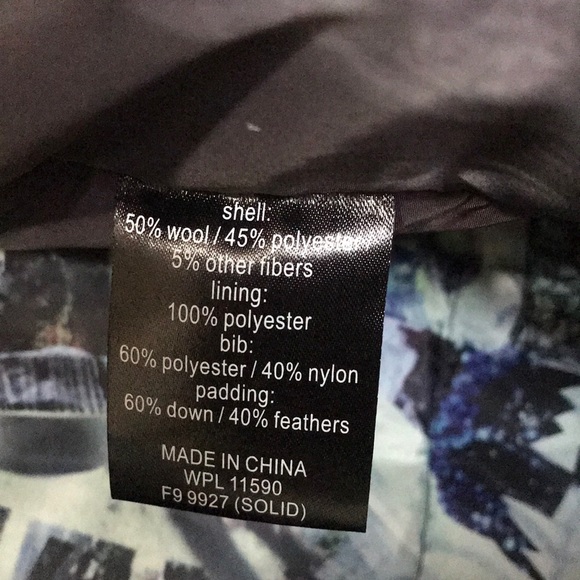 shell:
50% wool / 45% polyester
5% other fibers
lining:
100% polyester
bib:
60% polyester / 40% nylon
padding:
60% down / 40% feathers
MADE IN CHINA
WPL 11590
F9 9927 (SOLID)